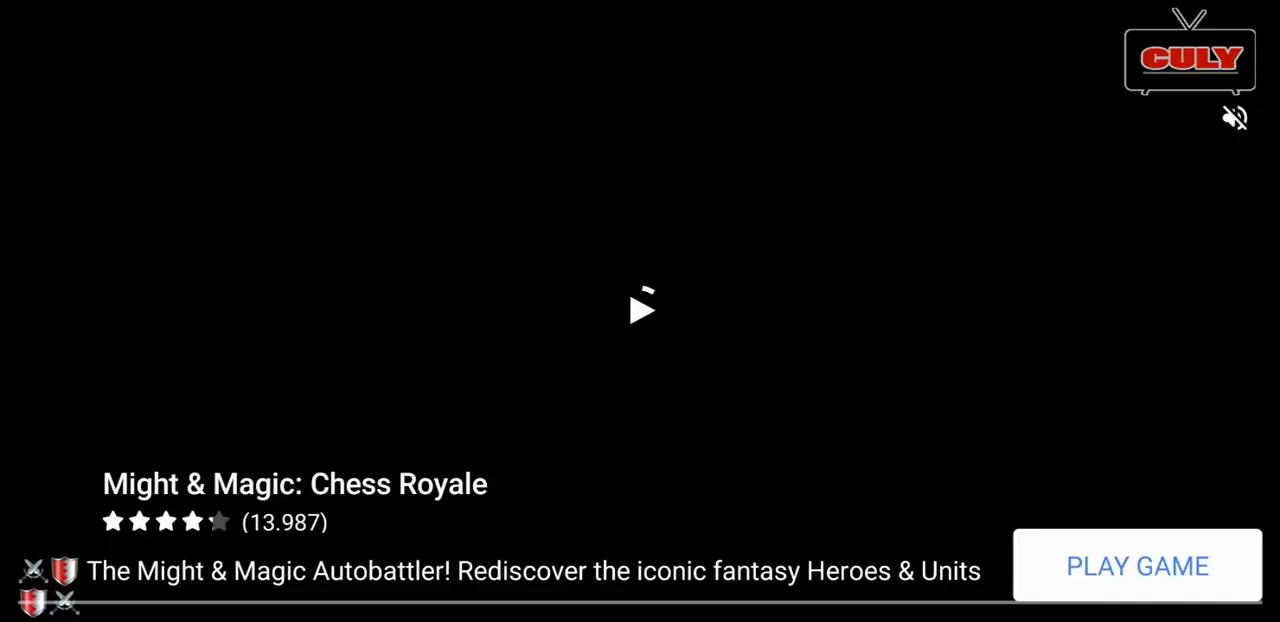 CULY
Might & Magic: Chess Royale
(13.987)
The Might & Magic Autobattler! Rediscover the iconic fantasy Heroes & Units
PLAY GAME